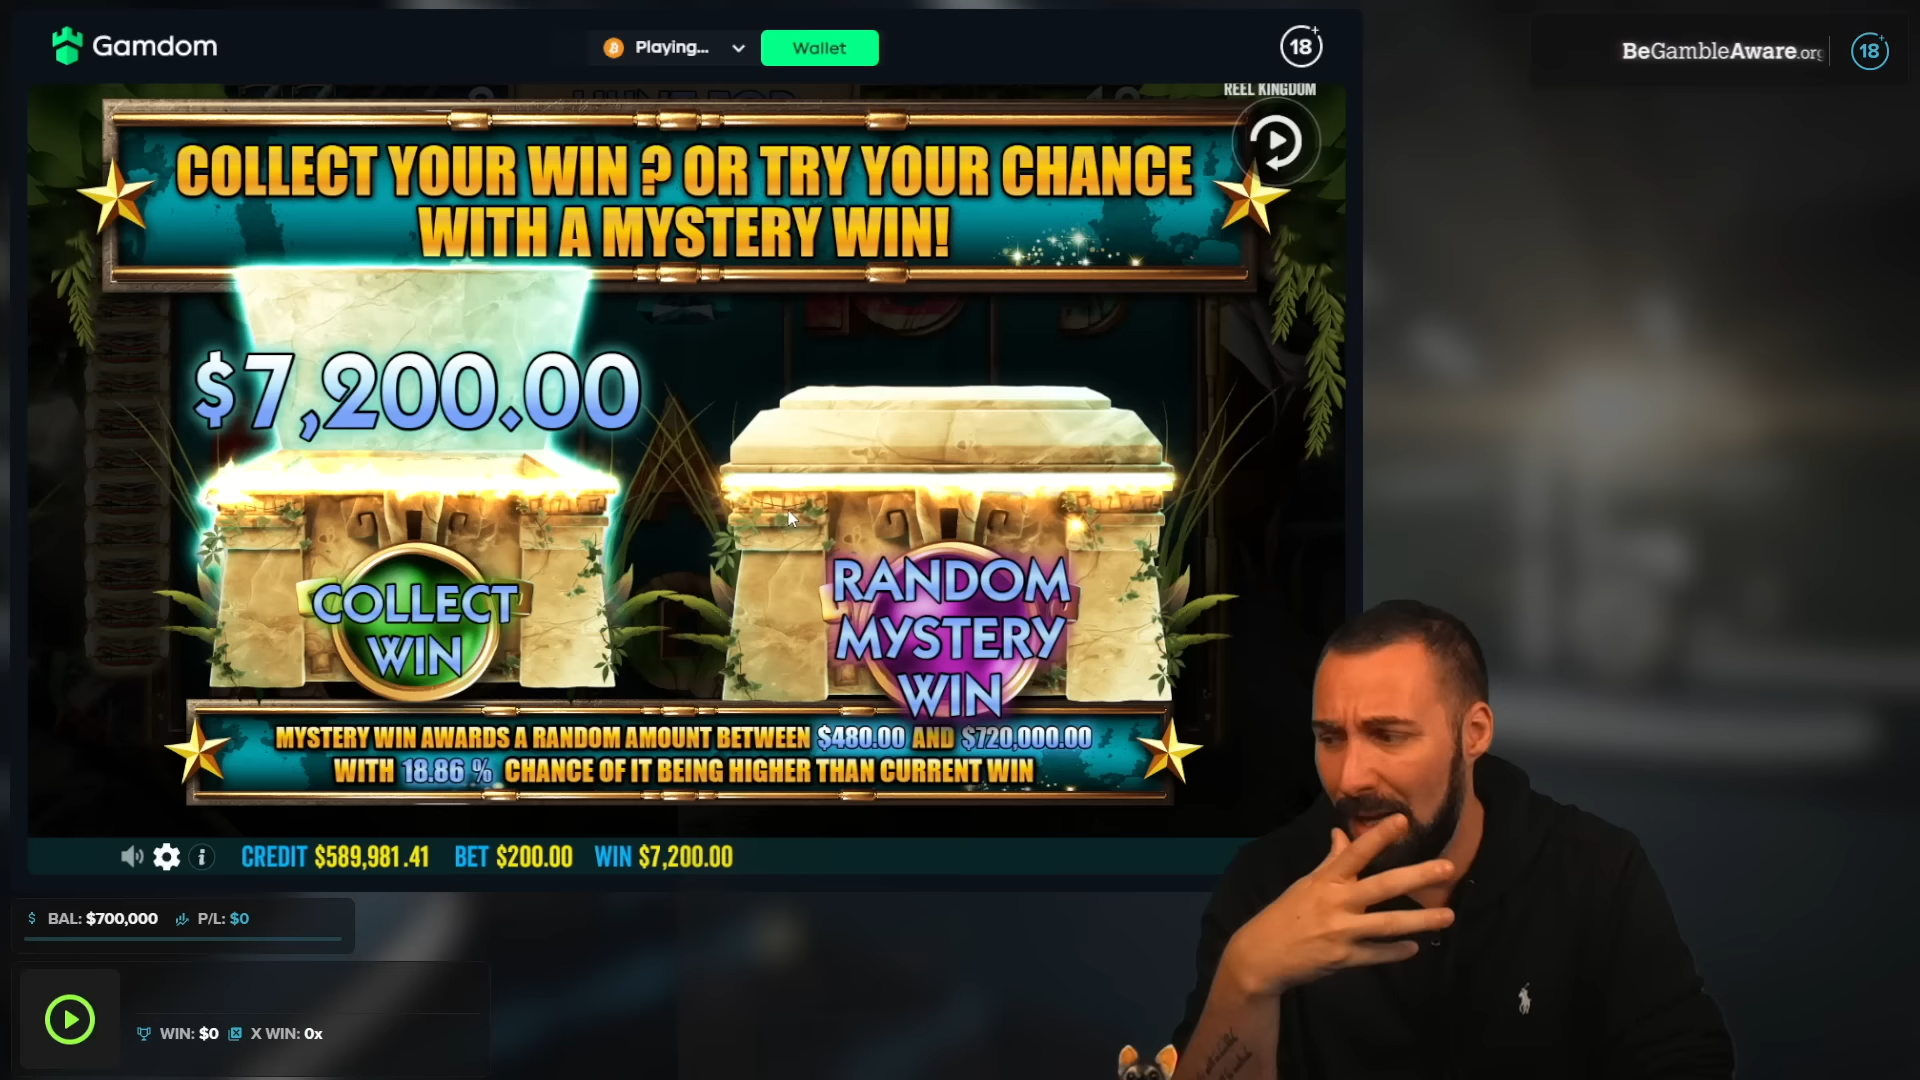 Gamdom
Playing...
Wallet
18+
BeGambleAware.org
18+
REEL KINGDOM
COLLECT YOUR WIN ? OR TRY YOUR CHANCE
WITH A MYSTERY WIN!
$7,200.00
COLLECT
WIN
RANDOM
MYSTERY
WIN
MYSTERY WIN AWARDS A RANDOM AMOUNT BETWEEN $480.00 AND $720,000.00
WITH 18.86 % CHANCE OF IT BEING HIGHER THAN CURRENT WIN
CREDIT $589,981.41 BET $200.00 WIN $7,200.00
$ BAL: $700,000 P/L: $0
WIN: $0 X WIN: 0x